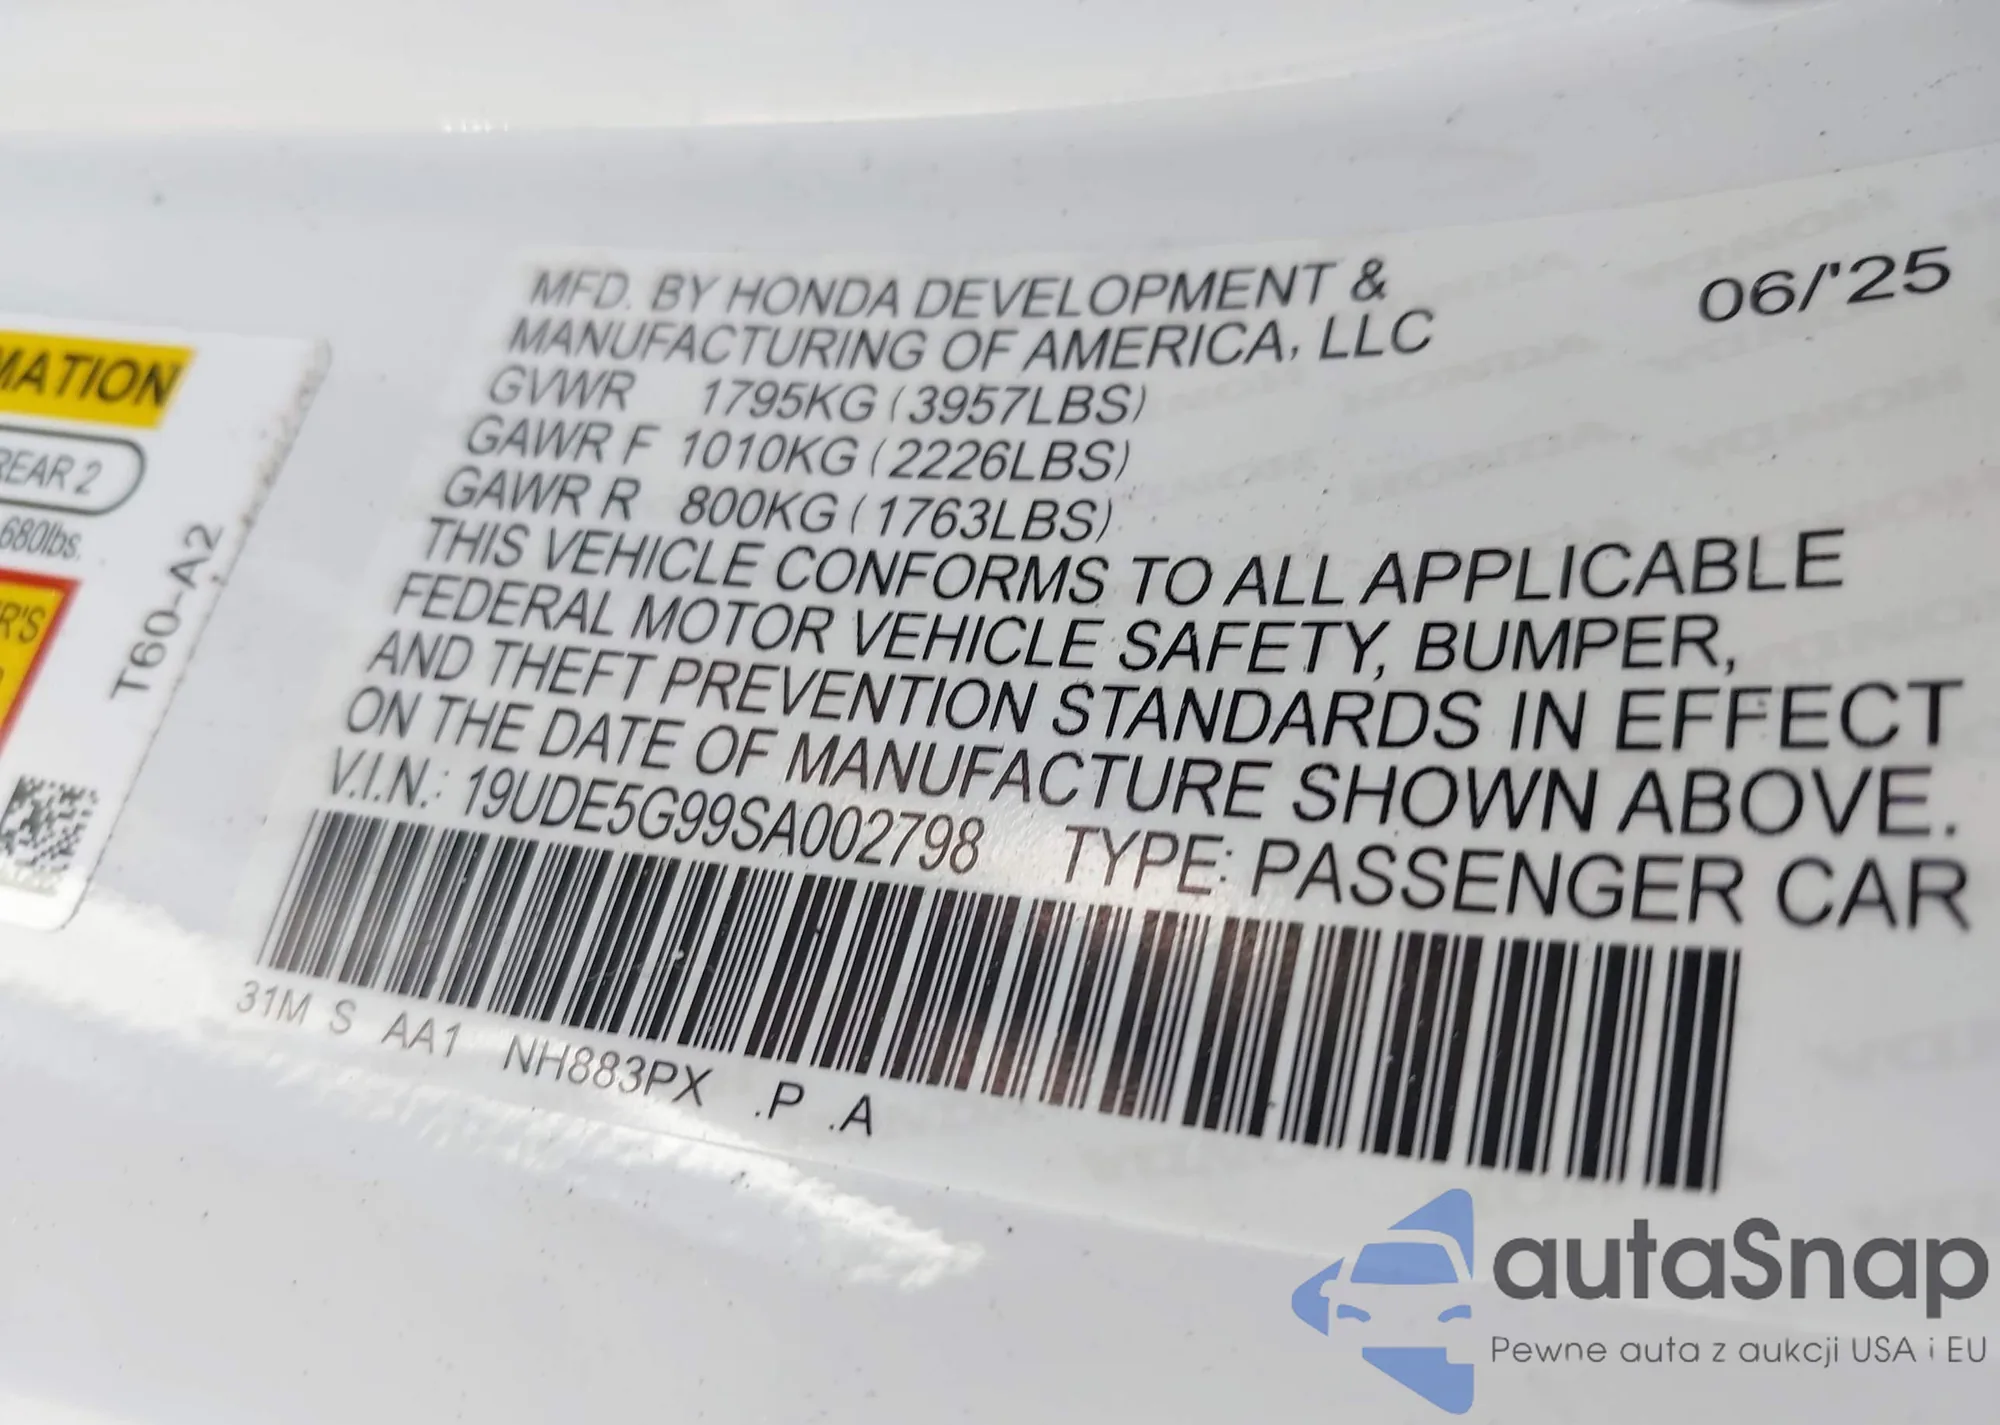 MFD. BY HONDA DEVELOPMENT &
MANUFACTURING OF AMERICA, LLC
06/'25
GVWR 1795KG (3957LBS)
GAWR F 1010KG (2226LBS)
GAWR R 800KG (1763LBS)
THIS VEHICLE CONFORMS TO ALL APPLICABLE
FEDERAL MOTOR VEHICLE SAFETY, BUMPER,
AND THEFT PREVENTION STANDARDS IN EFFECT
ON THE DATE OF MANUFACTURE SHOWN ABOVE.
V.I.N.: 19UDE5G99SA002798 TYPE: PASSENGER CAR
31M S AA1 NH883PX .P .A
MATION
REAR 2
680lbs.
R'S
T60-A2
autaSnap
Pewne auta z aukcji USA i EU